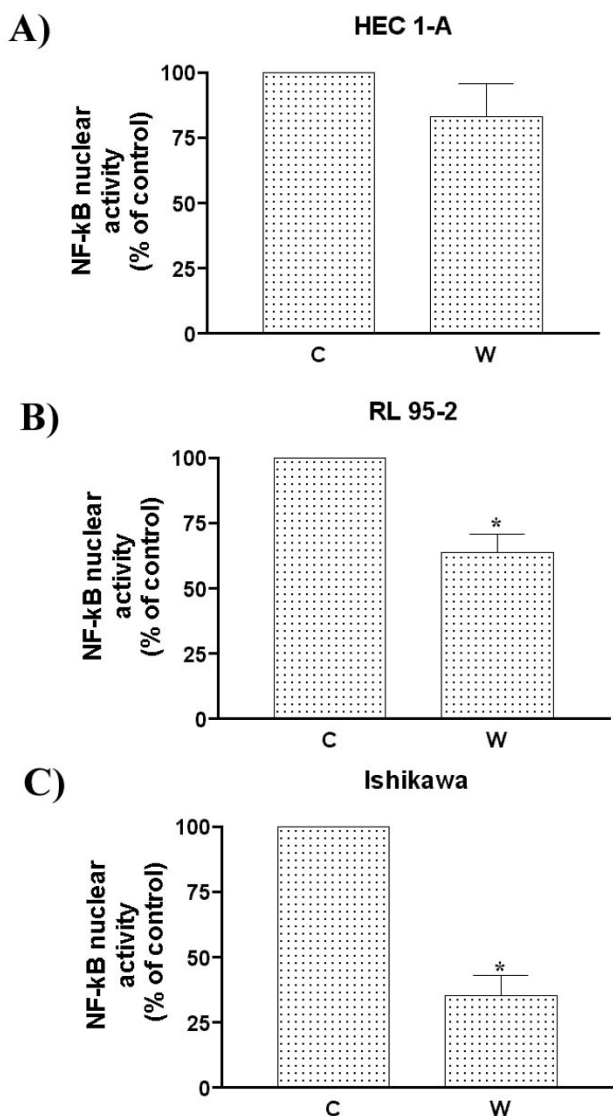 A)
HEC 1-A
NF-kB nuclear
activity
(% of control)
100
75
50
25
0
C W
B)
RL 95-2
NF-kB nuclear
activity
(% of control)
100
75
50
25
0
*
C W
C)
Ishikawa
NF-kB nuclear
activity
(% of control)
100
75
50
25
0
*
C W